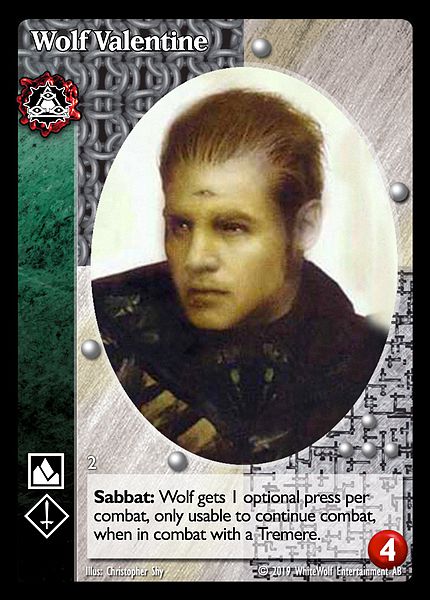 Wolf Valentine
2
Sabbat: Wolf gets 1 optional press per
combat, only usable to continue combat,
when in combat with a Tremere.
4
Illus: Christopher Shy © 2019 WhiteWolf Entertainment AB